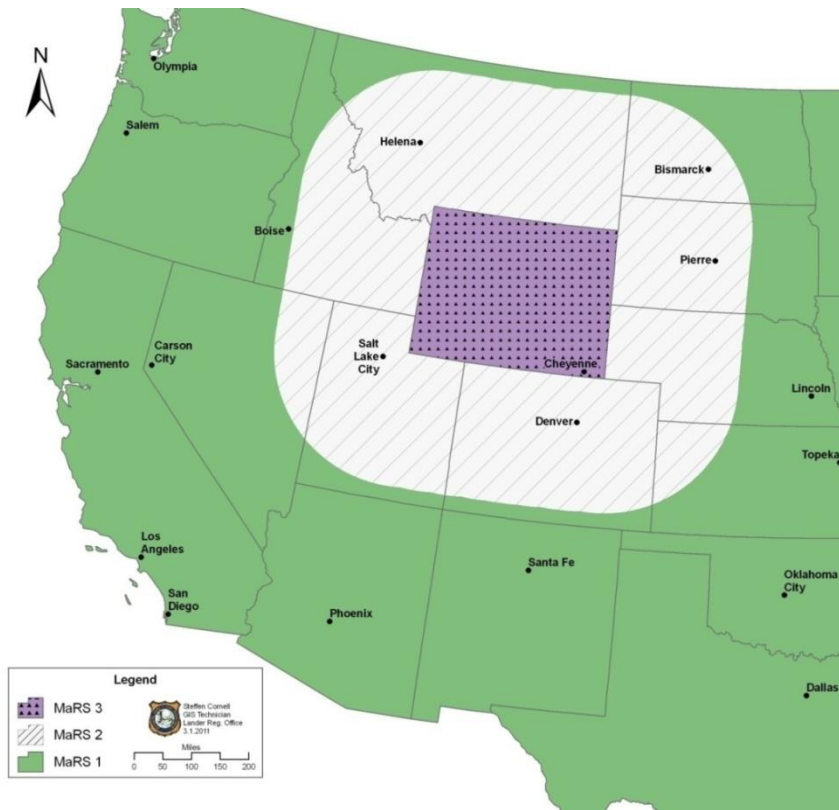 N
Olympia
Salem
Helena
Bismarck
Boise
Pierre
Carson
City
Sacramento
Salt
Lake
City
Cheyenne
Lincoln
Denver
Topeka
Los
Angeles
San
Diego
Santa Fe
Phoenix
Oklahoma
City
Dallas
Legend
MaRS 3
MaRS 2
MaRS 1
Steffen Cornell
GIS Technician
Lander Reg. Office
3.1.2011
Miles
0 50 100 150 200